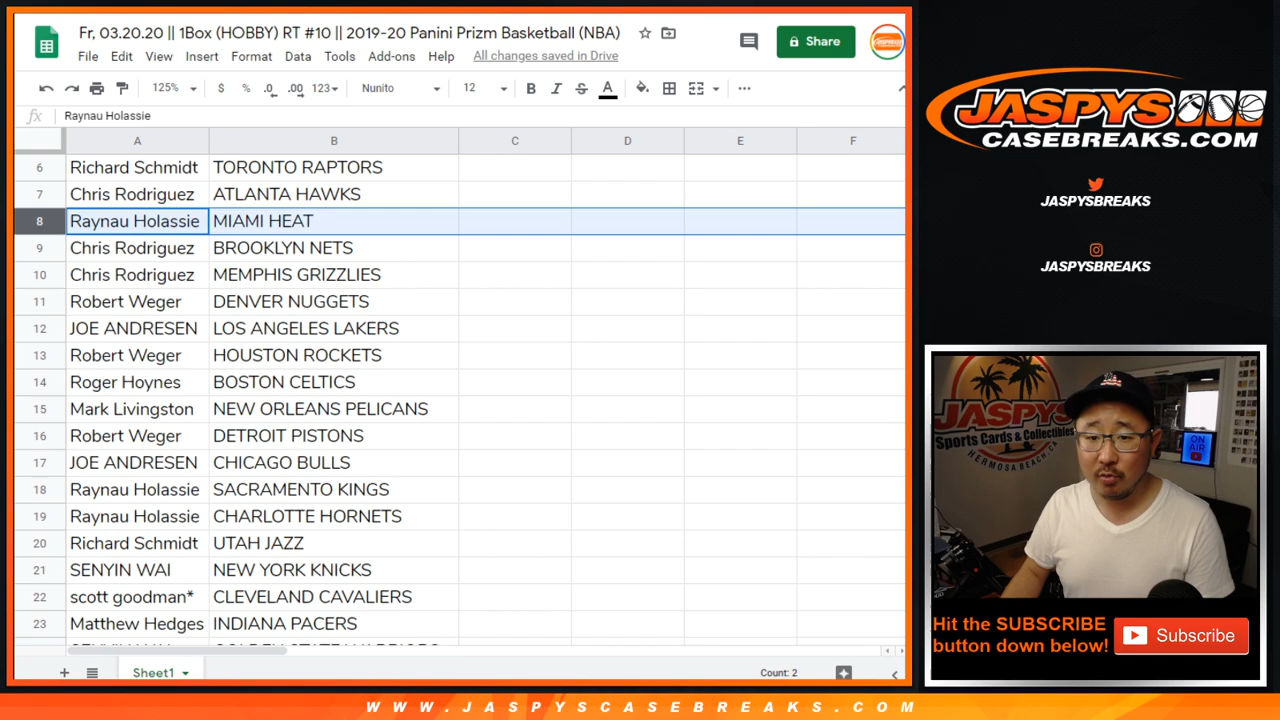 Fr, 03.20.20 || 1Box (HOBBY) RT #10 || 2019-20 Panini Prizm Basketball (NBA)
File Edit View Insert Format Data Tools Add-ons Help All changes saved in Drive
Share
125% $ % .0 .00 123 Nunito 12 B I S A
fx Raynau Holassie
A B C D E F
6 Richard Schmidt TORONTO RAPTORS
7 Chris Rodriguez ATLANTA HAWKS
8 Raynau Holassie MIAMI HEAT
9 Chris Rodriguez BROOKLYN NETS
10 Chris Rodriguez MEMPHIS GRIZZLIES
11 Robert Weger DENVER NUGGETS
12 JOE ANDRESEN LOS ANGELES LAKERS
13 Robert Weger HOUSTON ROCKETS
14 Roger Hoynes BOSTON CELTICS
15 Mark Livingston NEW ORLEANS PELICANS
16 Robert Weger DETROIT PISTONS
17 JOE ANDRESEN CHICAGO BULLS
18 Raynau Holassie SACRAMENTO KINGS
19 Raynau Holassie CHARLOTTE HORNETS
20 Richard Schmidt UTAH JAZZ
21 SENYIN WAI NEW YORK KNICKS
22 scott goodman* CLEVELAND CAVALIERS
23 Matthew Hedges INDIANA PACERS
Sheet1
Count: 2
JASPYS
CASEBREAKS.COM
JASPYSBREAKS
JASPYSBREAKS
JASPYS
Sports Cards & Collectibles
HERMOSA BEACH, CA
ON AIR
Hit the SUBSCRIBE
button down below!
Subscribe
WWW.JASPYSCASEBREAKS.COM